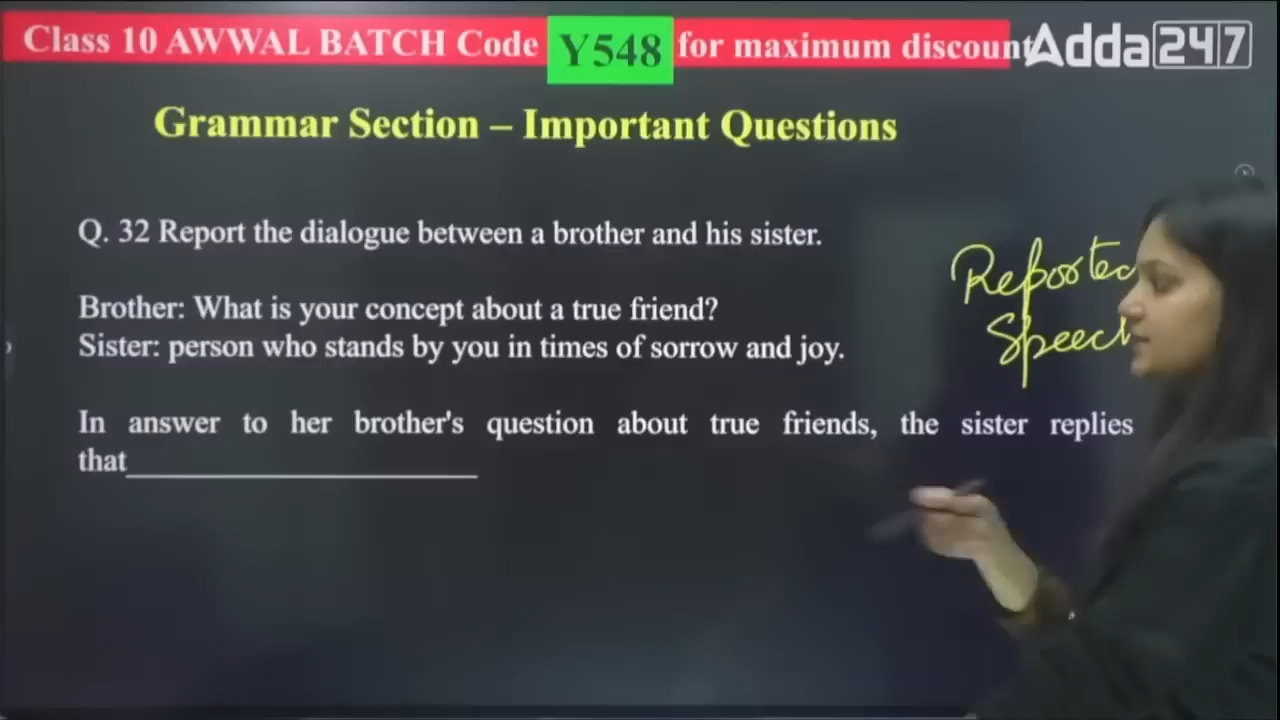 Class 10 AWWAL BATCH Code Y548 for maximum discount
Adda247
Grammar Section – Important Questions
Q. 32 Report the dialogue between a brother and his sister.
Reported
Speech
Brother: What is your concept about a true friend?
Sister: person who stands by you in times of sorrow and joy.
In answer to her brother's question about true friends, the sister replies
that